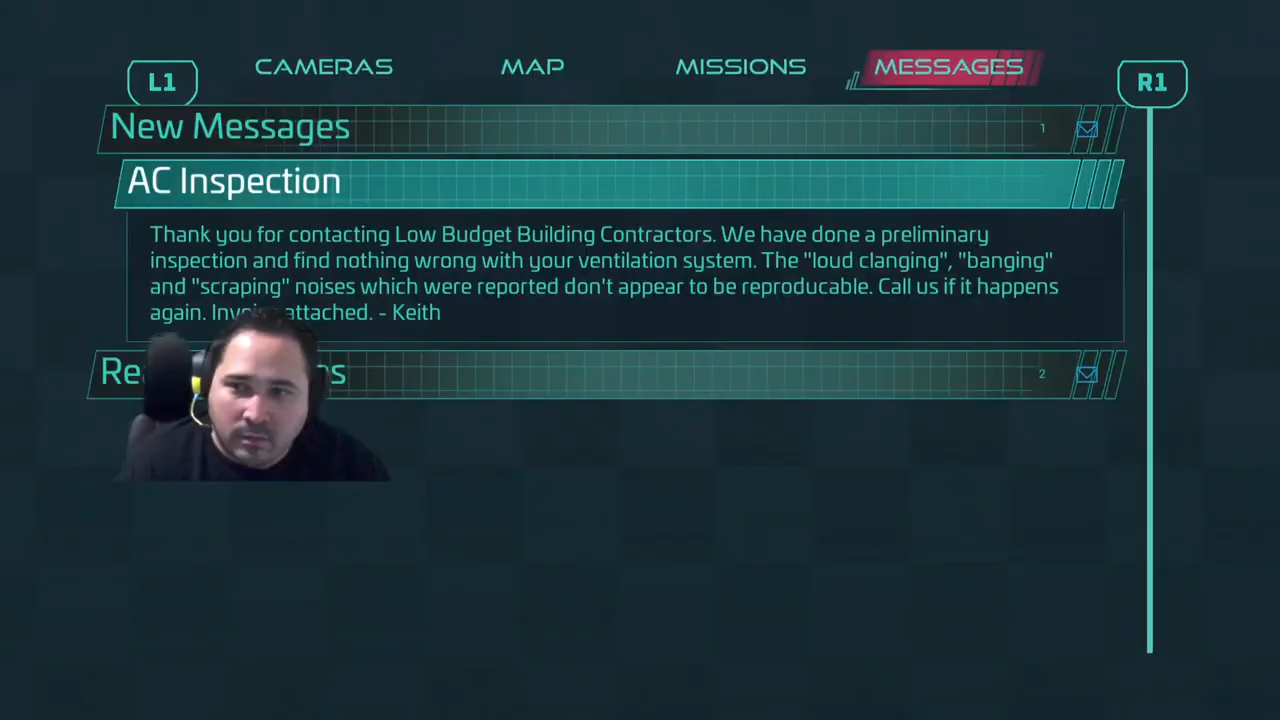 L1
CAMERAS
MAP
MISSIONS
MESSAGES
R1
New Messages
1
AC Inspection
Thank you for contacting Low Budget Building Contractors. We have done a preliminary
inspection and find nothing wrong with your ventilation system. The "loud clanging", "banging"
and "scraping" noises which were reported don't appear to be reproducable. Call us if it happens
again. attached. - Keith
2